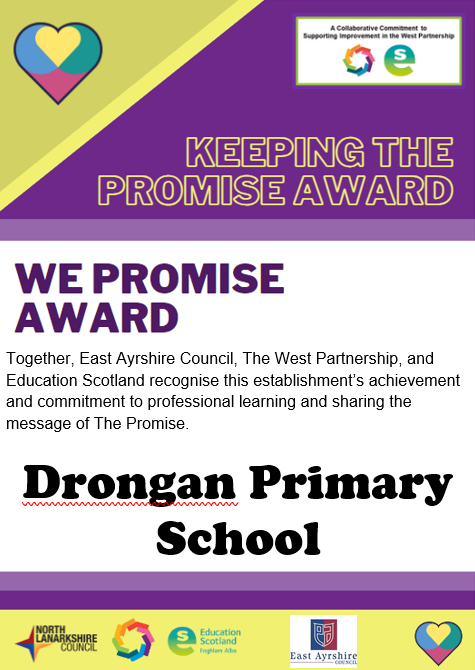 A Collaborative Commitment to
Supporting Improvement in the West Partnership
KEEPING THE
PROMISE AWARD
WE PROMISE
AWARD
Together, East Ayrshire Council, The West Partnership, and
Education Scotland recognise this establishment's achievement
and commitment to professional learning and sharing the
message of The Promise.
Drongan Primary
School
NORTH
LANARKSHIRE
COUNCIL
Education
Scotland
Foghlam Alba
East Ayrshire
COUNCIL